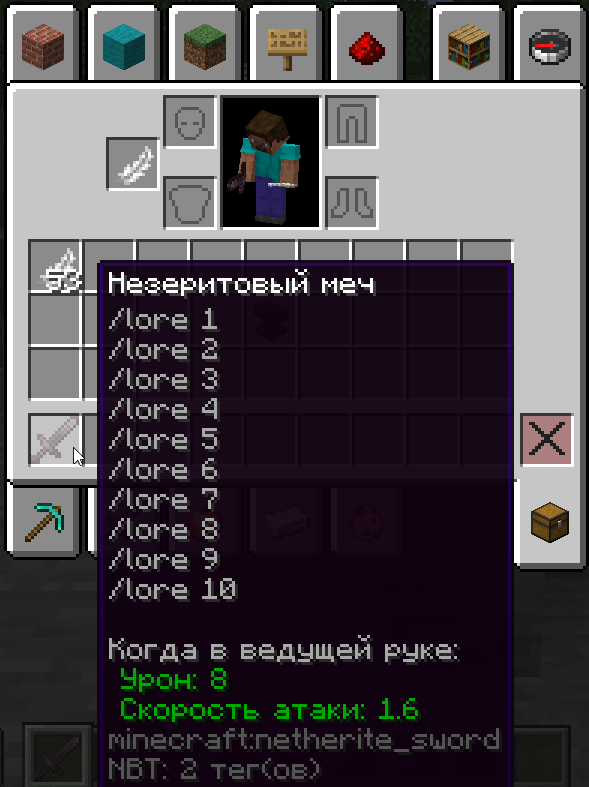 53
Незеритовый меч
/lore 1
/lore 2
/lore 3
/lore 4
/lore 5
/lore 6
/lore 7
/lore 8
/lore 9
/lore 10
Когда в ведущей руке:
Урон: 8
Скорость атаки: 1.6
minecraft:netherite_sword
NBT: 2 тег(ов)